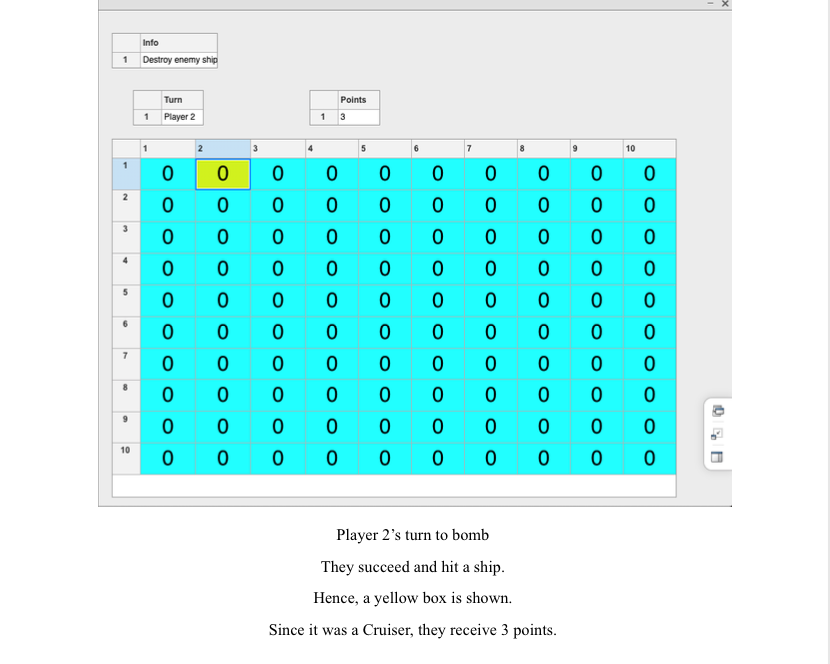 Info
1 Destroy enemy ship
Turn Points
1 Player 2 1 3
1 2 3 4 5 6 7 8 9 10
1 0 0 0 0 0 0 0 0 0 0
2 0 0 0 0 0 0 0 0 0 0
3 0 0 0 0 0 0 0 0 0 0
4 0 0 0 0 0 0 0 0 0 0
5 0 0 0 0 0 0 0 0 0 0
6 0 0 0 0 0 0 0 0 0 0
7 0 0 0 0 0 0 0 0 0 0
8 0 0 0 0 0 0 0 0 0 0
9 0 0 0 0 0 0 0 0 0 0
10 0 0 0 0 0 0 0 0 0 0
Player 2’s turn to bomb
They succeed and hit a ship.
Hence, a yellow box is shown.
Since it was a Cruiser, they receive 3 points.